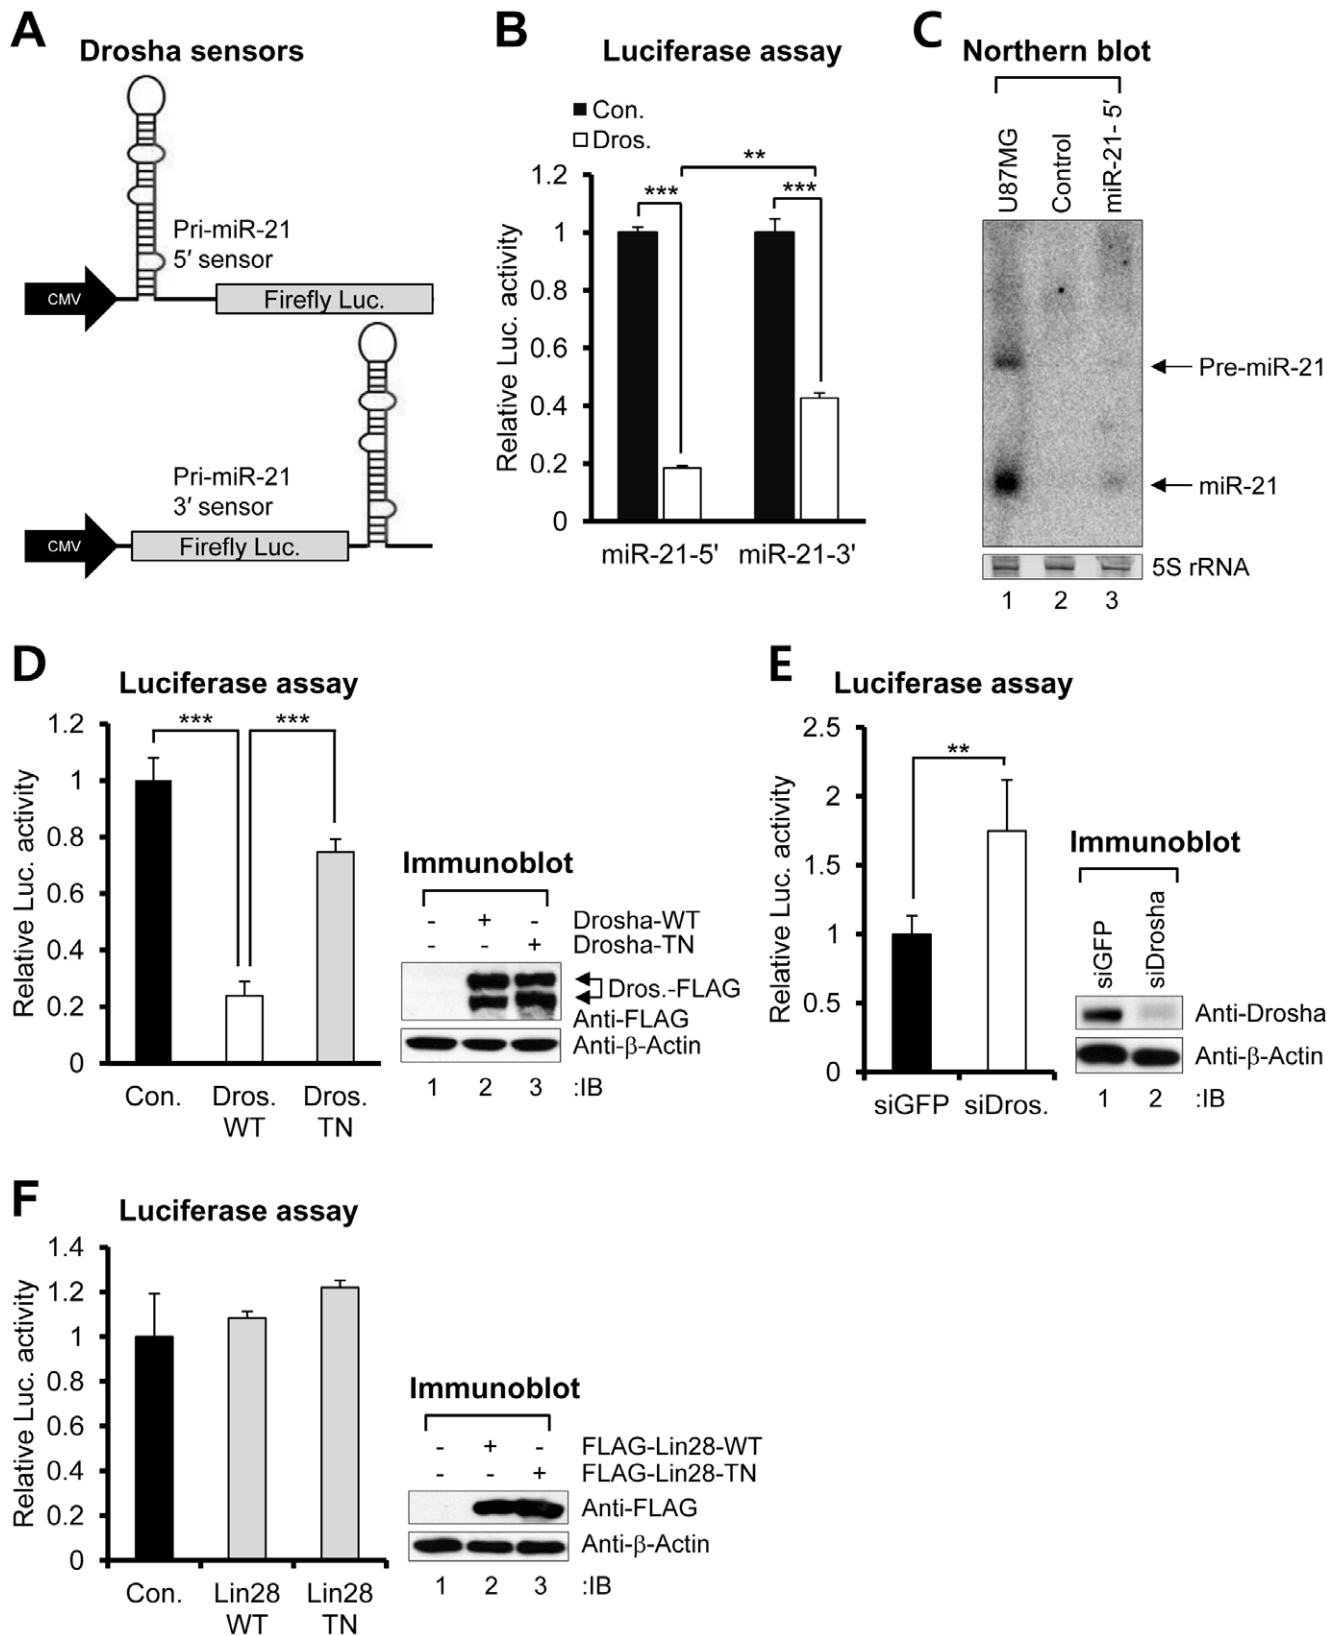 A
Drosha sensors
Pri-miR-21
5′ sensor
CMV
Firefly Luc.
Pri-miR-21
3′ sensor
CMV
Firefly Luc.
B
Luciferase assay
Con.
Dros.
**
***
***
Relative Luc. activity
1.2
1
0.8
0.6
0.4
0.2
0
miR-21-5'
miR-21-3'
C
Northern blot
U87MG
Control
miR-21- 5′
Pre-miR-21
miR-21
5S rRNA
1 2 3
D
Luciferase assay
Relative Luc. activity
1.2
1
0.8
0.6
0.4
0.2
0
***
***
Con.
Dros. WT
Dros. TN
Immunoblot
- + - Drosha-WT
- - + Drosha-TN
Dros.-FLAG
Anti-FLAG
Anti-β-Actin
1 2 3 :IB
E
Luciferase assay
Relative Luc. activity
2.5
2
1.5
1
0.5
0
**
siGFP
siDros.
Immunoblot
siGFP
siDrosha
Anti-Drosha
Anti-β-Actin
1 2 :IB
F
Luciferase assay
Relative Luc. activity
1.4
1.2
1
0.8
0.6
0.4
0.2
0
Con.
Lin28 WT
Lin28 TN
Immunoblot
- + - FLAG-Lin28-WT
- - + FLAG-Lin28-TN
Anti-FLAG
Anti-β-Actin
1 2 3 :IB